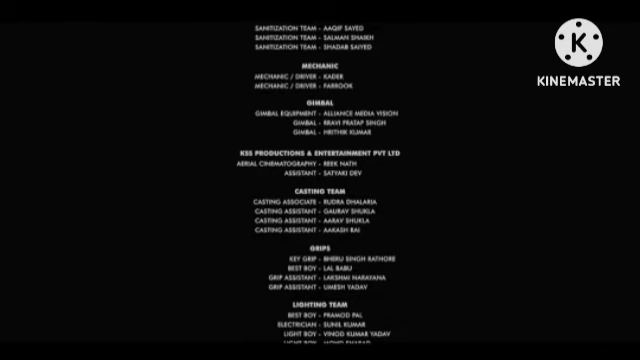 SANITIZATION TEAM - AAQIF SAYED
SANITIZATION TEAM - SALMAN SHAIKH
SANITIZATION TEAM - SHADAB SAIYED
MECHANIC
MECHANIC / DRIVER - KADER
MECHANIC / DRIVER - FARROOK
GIMBAL
GIMBAL EQUIPMENT - ALLIANCE MEDIA VISION
GIMBAL - RRAVI PRATAP SINGH
GIMBAL - HRITHIK KUMAR
KSS PRODUCTIONS & ENTERTAINMENT PVT LTD
AERIAL CINEMATOGRAPHY - REEK NATH
ASSISTANT - SATYAKI DEV
CASTING TEAM
CASTING ASSOCIATE - RUDRA DHALARIA
CASTING ASSISTANT - GAURAV SHUKLA
CASTING ASSISTANT - AARAV SHUKLA
CASTING ASSISTANT - AAKASH RAI
GRIPS
KEY GRIP - BHERU SINGH RATHORE
BEST BOY - LAL BABU
GRIP ASSISTANT - LAKSHMI NARAYANA
GRIP ASSISTANT - UMESH YADAV
LIGHTING TEAM
BEST BOY - PRAMOD PAL
ELECTRICIAN - SUNIL KUMAR
LIGHT BOY - VINOD KUMAR YADAV
LIGHT BOY -
K
KINEMASTER